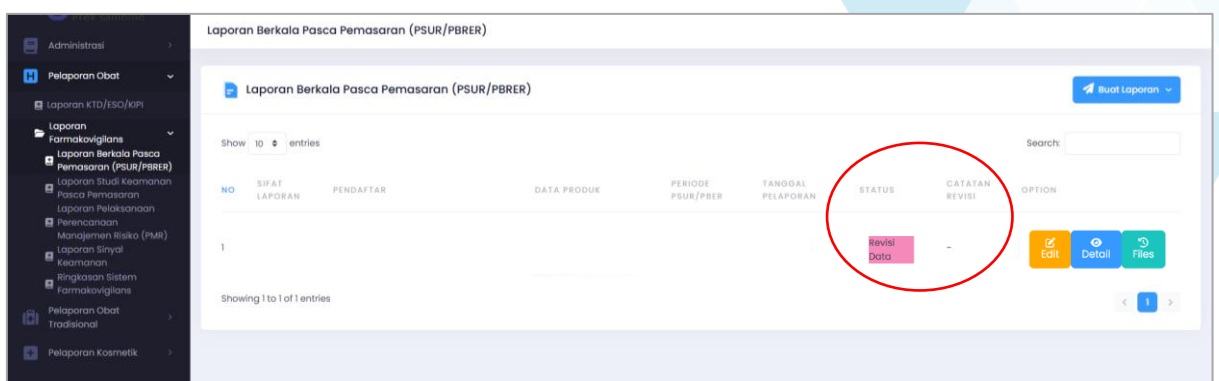 Laporan Berkala Pasca Pemasaran (PSUR/PBRER)
Administrasi
Pelaporan Obat
Laporan KTD/ESO/KIPI
Laporan
Farmakovigilans
Laporan Berkala Pasca
Pemasaran (PSUR/PBRER)
Laporan Studi Keamanan
Pasca Pemasaran
Laporan Pelaksanaan
Perencanaan
Manajemen Risiko (PMR)
Laporan Sinyal
Keamanan
Ringkasan Sistem
Farmakovigilans
Pelaporan Obat
Tradisional
Pelaporan Kosmetik
Laporan Berkala Pasca Pemasaran (PSUR/PBRER)
Buat Laporan
Show 10 entries
Search:
NO SIFAT LAPORAN PENDAFTAR DATA PRODUK PERIODE PSUR/PBER TANGGAL PELAPORAN STATUS CATATAN REVISI OPTION
1 Revisi Data - Edit Detail Files
Showing 1 to 1 of 1 entries
< 1 >